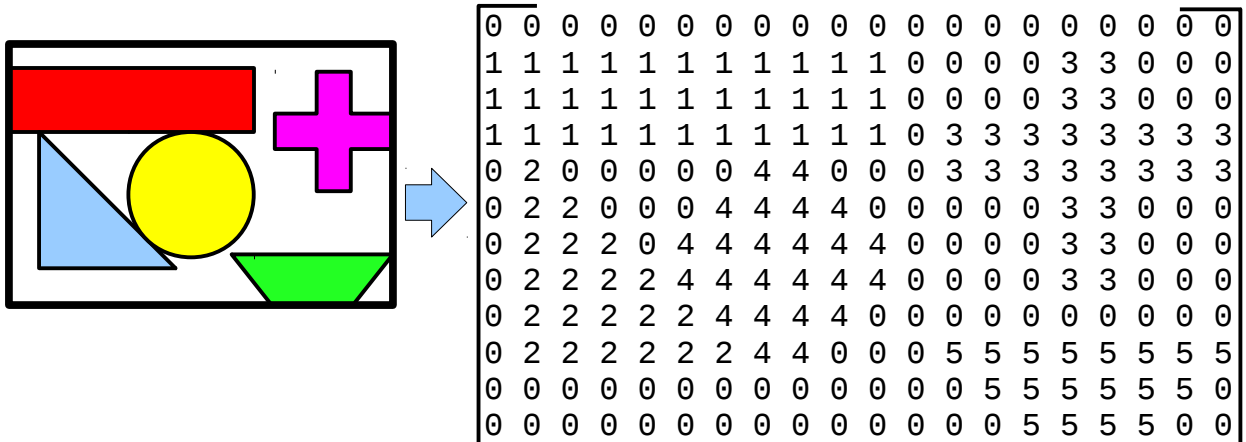 0 0 0 0 0 0 0 0 0 0 0 0 0 0 0 0 0 0 0 0
1 1 1 1 1 1 1 1 1 1 1 0 0 0 0 3 3 0 0 0
1 1 1 1 1 1 1 1 1 1 1 0 0 0 0 3 3 0 0 0
1 1 1 1 1 1 1 1 1 1 1 0 3 3 3 3 3 3 3 3
0 2 0 0 0 0 0 4 4 0 0 0 3 3 3 3 3 3 3 3
0 2 2 0 0 0 4 4 4 4 0 0 0 0 0 3 3 0 0 0
0 2 2 2 0 4 4 4 4 4 4 0 0 0 0 3 3 0 0 0
0 2 2 2 2 4 4 4 4 4 4 0 0 0 0 3 3 0 0 0
0 2 2 2 2 2 4 4 4 4 0 0 0 0 0 0 0 0 0 0
0 2 2 2 2 2 2 4 4 0 0 0 5 5 5 5 5 5 5 5
0 0 0 0 0 0 0 0 0 0 0 0 0 5 5 5 5 5 5 0
0 0 0 0 0 0 0 0 0 0 0 0 0 0 5 5 5 5 0 0